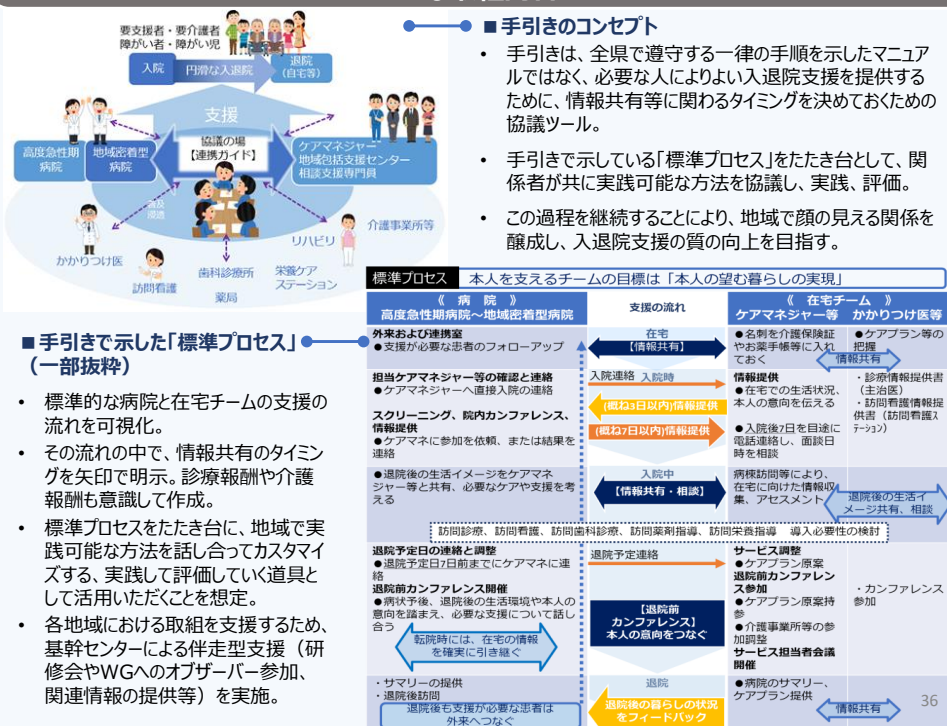 要支援者・要介護者
障がい者・障がい児
入院
円滑な入退院
退院
(自宅等)
支援
協議の場
【連携ガイド】
高度急性期
病院
地域密着型
病院
ケアマネジャー
地域包括支援センター
相談支援専門員
普及
浸透
かかりつけ医
訪問看護
歯科診療所
薬局
栄養ケア
ステーション
リハビリ
介護事業所等
■手引きのコンセプト
• 手引きは、全県で遵守する一律の手順を示したマニュア
ルではなく、必要な人によりよい入退院支援を提供する
ために、情報共有等に関わるタイミングを決めておくための
協議ツール。
• 手引きで示している「標準プロセス」をたたき台として、関
係者が共に実践可能な方法を協議し、実践、評価。
• この過程を継続することにより、地域で顔の見える関係を
醸成し、入退院支援の質の向上を目指す。
■手引きで示した「標準プロセス」
(一部抜粋)
• 標準的な病院と在宅チームの支援の
流れを可視化。
• その流れの中で、情報共有のタイミン
グを矢印で明示。診療報酬や介護
報酬も意識して作成。
• 標準プロセスをたたき台に、地域で実
践可能な方法を話し合ってカスタマイ
ズする、実践して評価していく道具と
して活用いただくことを想定。
• 各地域における取組を支援するため、
基幹センターによる伴走型支援(研
修会やWGへのオブザーバー参加、
関連情報の提供等)を実施。
標準プロセス 本人を支えるチームの目標は「本人の望む暮らしの実現」
《 病 院 》
高度急性期病院~地域密着型病院
支援の流れ
《 在宅チーム 》
ケアマネジャー等 かかりつけ医等
外来および連携室
●支援が必要な患者のフォローアップ
在宅
【情報共有】
●名刺を介護保険証
やお薬手帳等に入れ
ておく
●ケアプラン等の
把握
情報共有
担当ケアマネジャー等の確認と連絡
●ケアマネジャーへ直接入院の連絡
スクリーニング、院内カンファレンス、
情報提供
●ケアマネに参加を依頼、または結果を
連絡
入院連絡 入院時
(概ね3日以内)情報提供
(概ね7日以内)情報提供
情報提供
●在宅での生活状況、
本人の意向を伝える
●入院後7日を目途に
電話連絡し、面談日
時を相談
・診療情報提供書
(主治医)
・訪問看護情報提
供書(訪問看護ス
テーション)
●退院後の生活イメージをケアマネ
ジャー等と共有、必要なケアや支援を考
える
入院中
【情報共有・相談】
病棟訪問等により、
在宅に向けた情報収
集、アセスメント
退院後の生活イ
メージ共有、相談
訪問診療、訪問看護、訪問歯科診療、訪問薬剤指導、訪問栄養指導 導入必要性の検討
退院予定日の連絡と調整
●退院予定日7日前までにケアマネに連
絡
退院前カンファレンス開催
●病状予後、退院後の生活環境や本人の
意向を踏まえ、必要な支援について話し
合う
転院時には、在宅の情報
を確実に引き継ぐ
退院予定連絡
【退院前
カンファレンス】
本人の意向をつなぐ
サービス調整
●ケアプラン原案
退院前カンファレン
ス参加
●ケアプラン原案持
参
●介護事業所等の参
加調整
サービス担当者会議
開催
・カンファレンス
参加
・サマリーの提供
・退院後訪問
退院後も支援が必要な患者は
外来へつなぐ
退院
退院後の暮らしの状況
をフィードバック
●病院のサマリー、
ケアプラン提供
情報共有
36